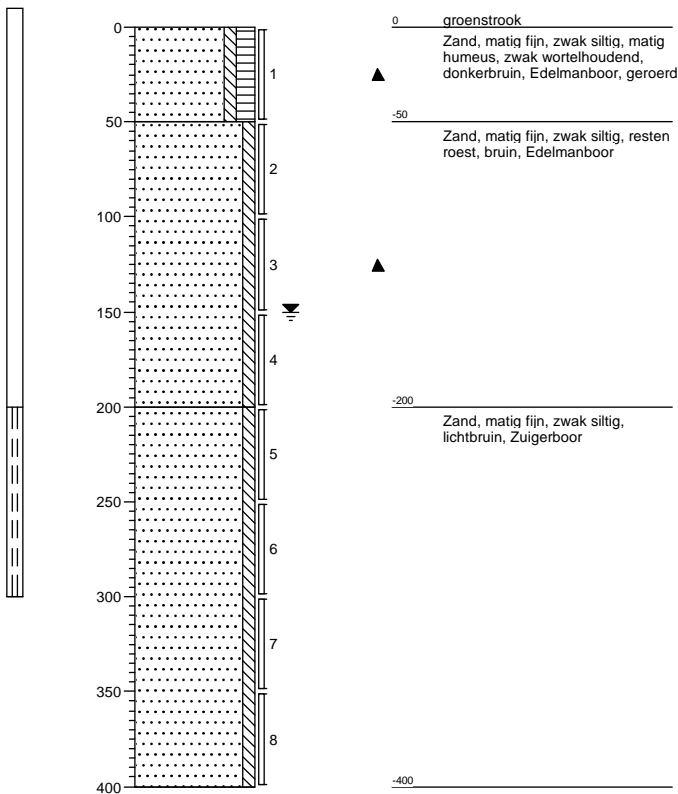 0
50
100
150
200
250
300
350
400
1
2
3
4
5
6
7
8
0
groenstrook
Zand, matig fijn, zwak siltig, matig
humeus, zwak wortelhoudend,
donkerbruin, Edelmanboor, geroerd
-50
Zand, matig fijn, zwak siltig, resten
roest, bruin, Edelmanboor
-200
Zand, matig fijn, zwak siltig,
lichtbruin, Zuigerboor
-400